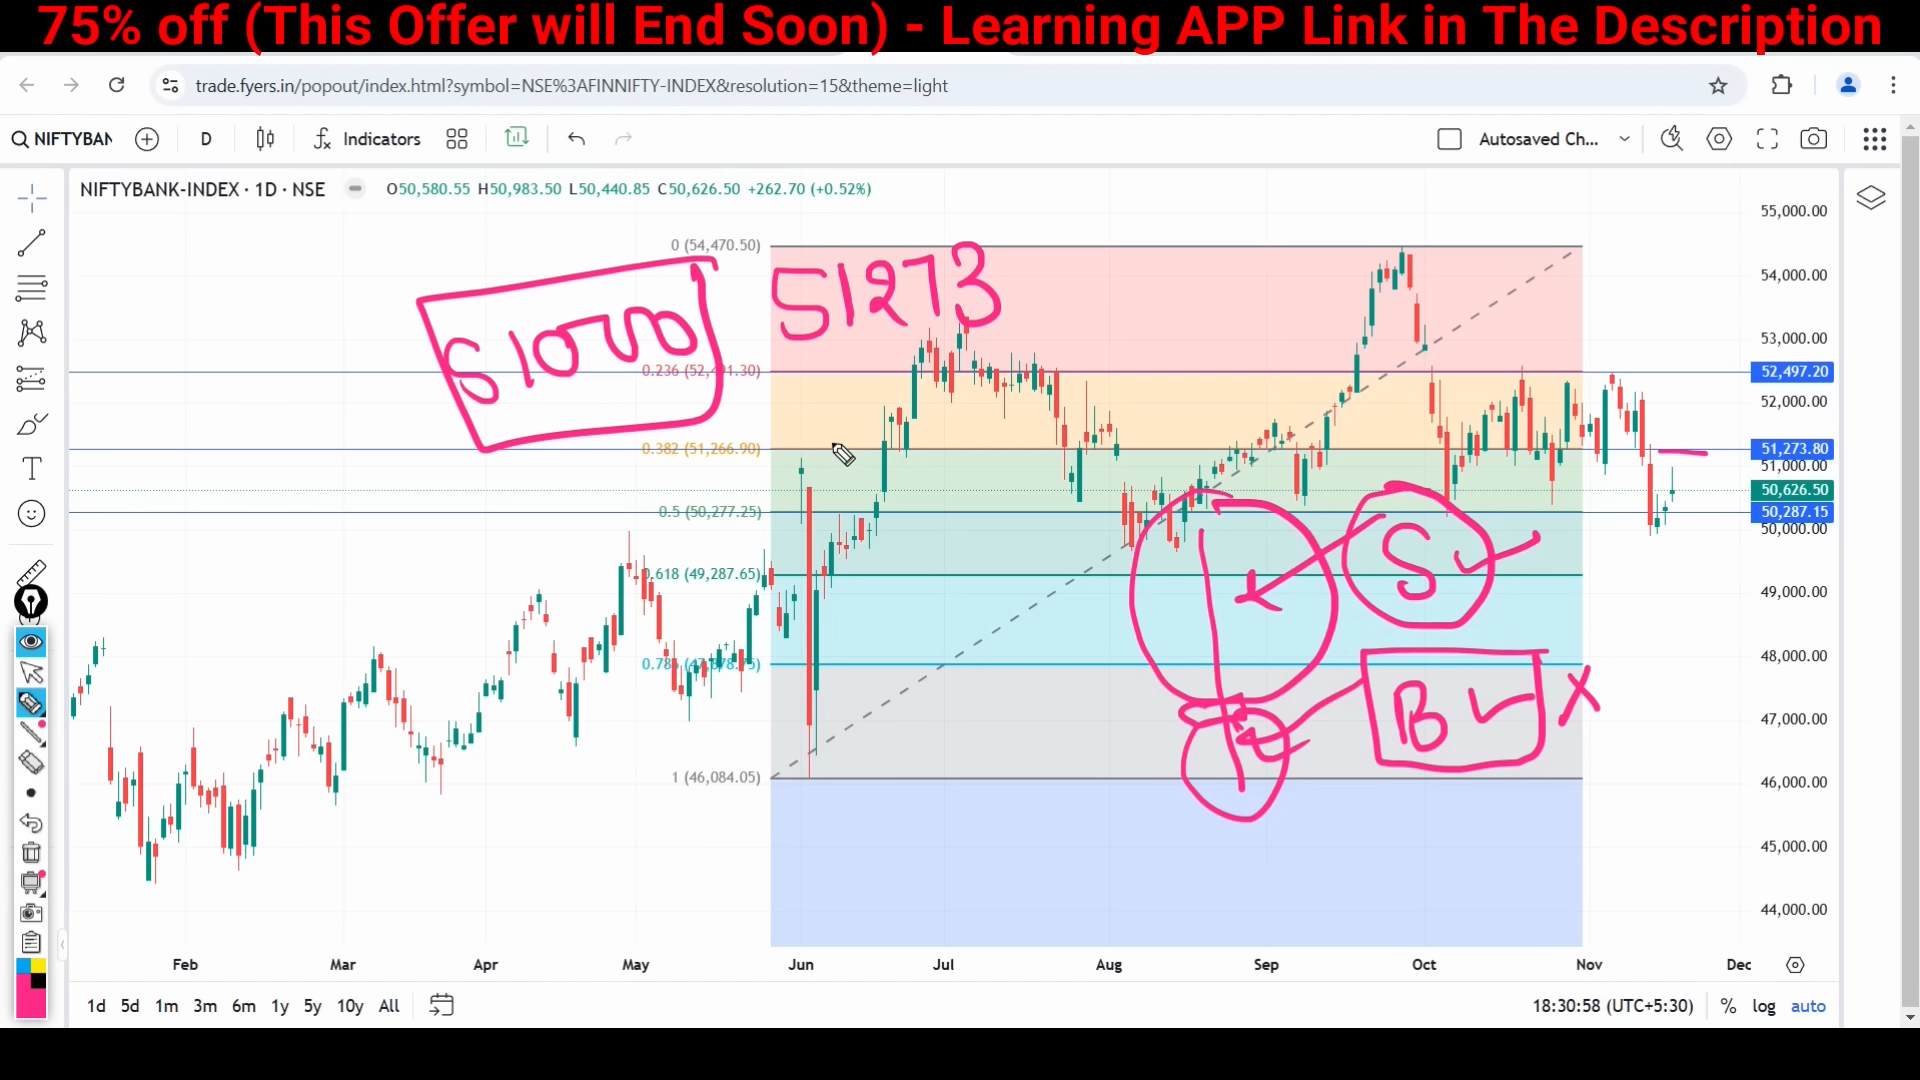 75% off (This Offer will End Soon) - Learning APP Link in The Description
trade.fyers.in/popout/index.html?symbol=NSE%3AFINNIFTY-INDEX&resolution=15&theme=light
NIFTYBAN D Indicators Autosaved Ch...
NIFTYBANK-INDEX · 1D · NSE O50,580.55 H50,983.50 L50,440.85 C50,626.50 +262.70 (+0.52%)
55,000.00
0 (54,470.50)
54,000.00
51273
51000
53,000.00
52,497.20
52,000.00
0.382 (51,266.90)
51,273.80
51,000.00
50,626.50
0.5 (50,277.25)
50,287.15
50,000.00
S
0.618 (49,287.65)
49,000.00
48,000.00
B X
47,000.00
1 (46,084.05)
46,000.00
45,000.00
44,000.00
Feb Mar Apr May Jun Jul Aug Sep Oct Nov Dec
1d 5d 1m 3m 6m 1y 5y 10y All 18:30:58 (UTC+5:30) % log auto